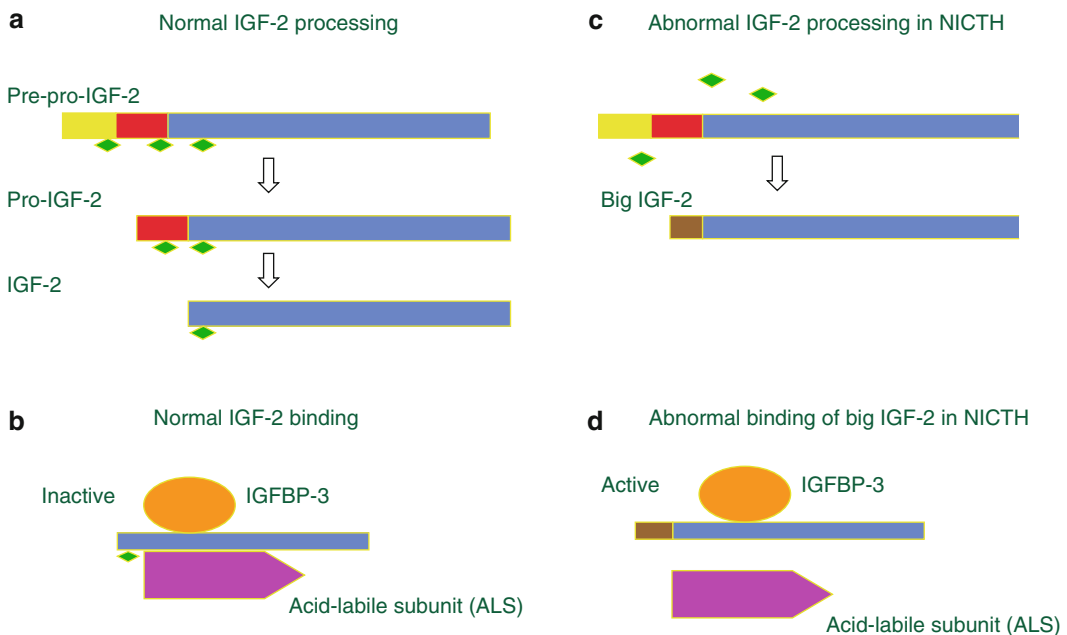 a
Normal IGF-2 processing
Pre-pro-IGF-2
Pro-IGF-2
IGF-2
b
Normal IGF-2 binding
Inactive
IGFBP-3
Acid-labile subunit (ALS)
c
Abnormal IGF-2 processing in NICTH
Big IGF-2
d
Abnormal binding of big IGF-2 in NICTH
Active
IGFBP-3
Acid-labile subunit (ALS)